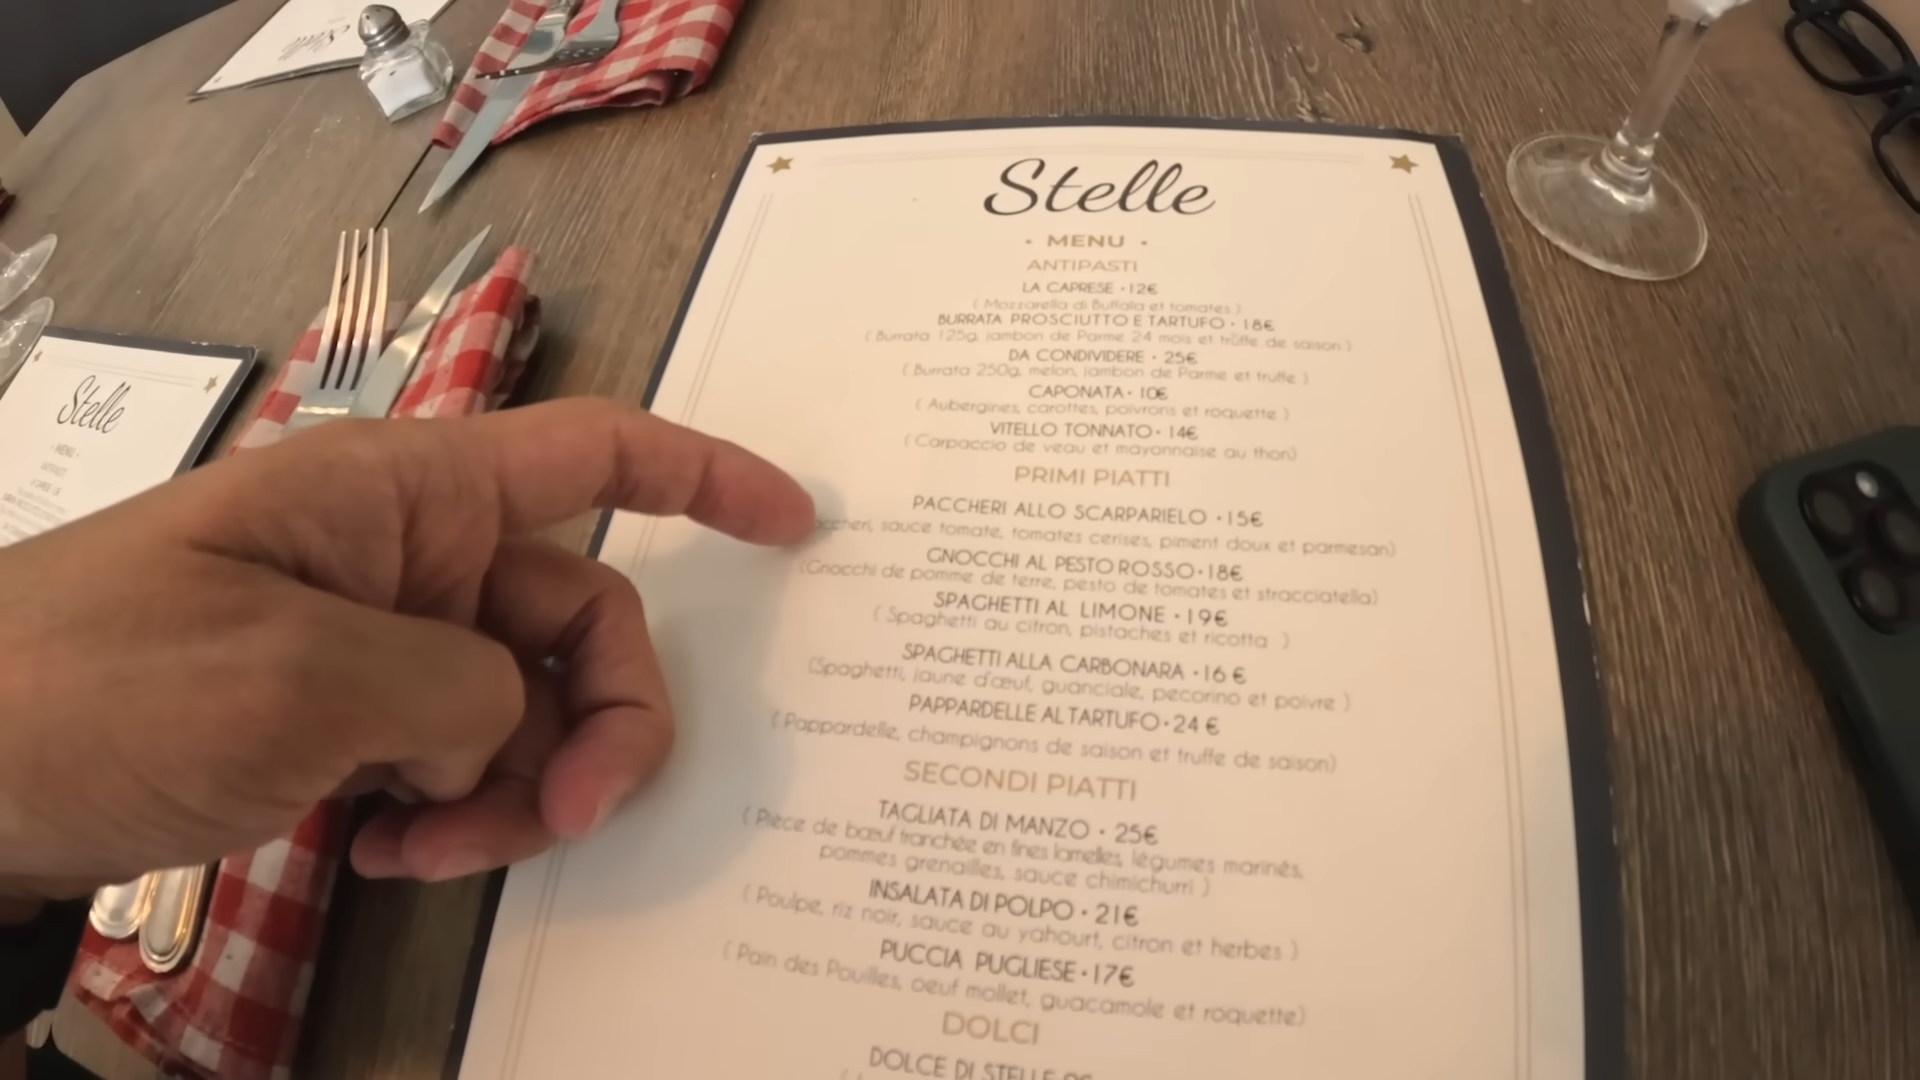 Stelle
• MENU •
ANTIPASTI
LA CAPRESE • 12€
( Mozzarella di Buffala et tomates )
BURRATA PROSCIUTTO E TARTUFO • 18€
( Burrata 125g, jambon de Parme 24 mois et truffe de saison )
DA CONDIVIDERE • 25€
( Burrata 250g, melon, jambon de Parme et truffe )
CAPONATA • 10€
( Aubergines, carottes, poivrons et roquette )
VITELLO TONNATO • 14€
( Carpaccio de veau et mayonnaise au thon)
PRIMI PIATTI
PACCHERI ALLO SCARPARIELO • 15€
accheri, sauce tomate, tomates cerises, piment doux et parmesan)
GNOCCHI AL PESTO ROSSO • 18€
(Gnocchi de pomme de terre, pesto de tomates et stracciatella)
SPAGHETTI AL LIMONE • 19€
( Spaghetti au citron, pistaches et ricotta )
SPAGHETTI ALLA CARBONARA • 16 €
(Spaghetti, jaune d'œuf, guanciale, pecorino et poivre )
PAPPARDELLE AL TARTUFO • 24 €
( Pappardelle, champignons de saison et truffe de saison)
SECONDI PIATTI
TAGLIATA DI MANZO • 25€
( Pièce de bœuf tranchée en fines lamelles, légumes marinés,
pommes grenailles, sauce chimichurri )
INSALATA DI POLPO • 21€
( Poulpe, riz noir, sauce au yahourt, citron et herbes )
PUCCIA PUGLIESE • 17€
( Pain des Pouilles, oeuf mollet, guacamole et roquette)
DOLCI
DOLCE DI STELLE
Stelle
• MENU •
Stelle